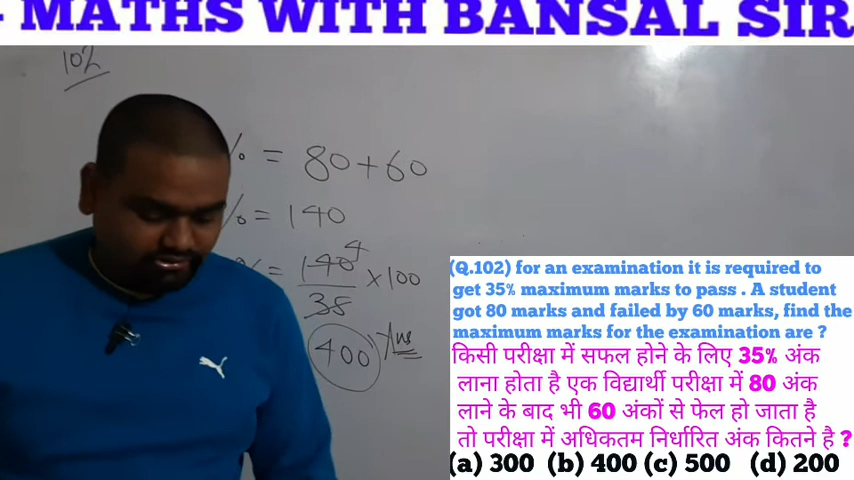 - MATHS WITH BANSAL SIR
102
% = 80+60
% = 140
% = 140 4 × 100
35
400 Ans
(Q.102) for an examination it is required to
get 35% maximum marks to pass . A student
got 80 marks and failed by 60 marks, find the
maximum marks for the examination are ?
किसी परीक्षा में सफल होने के लिए 35% अंक
लाना होता है एक विद्यार्थी परीक्षा में 80 अंक
लाने के बाद भी 60 अंकों से फेल हो जाता है
तो परीक्षा में अधिकतम निर्धारित अंक कितने है ?
(a) 300 (b) 400 (c) 500 (d) 200